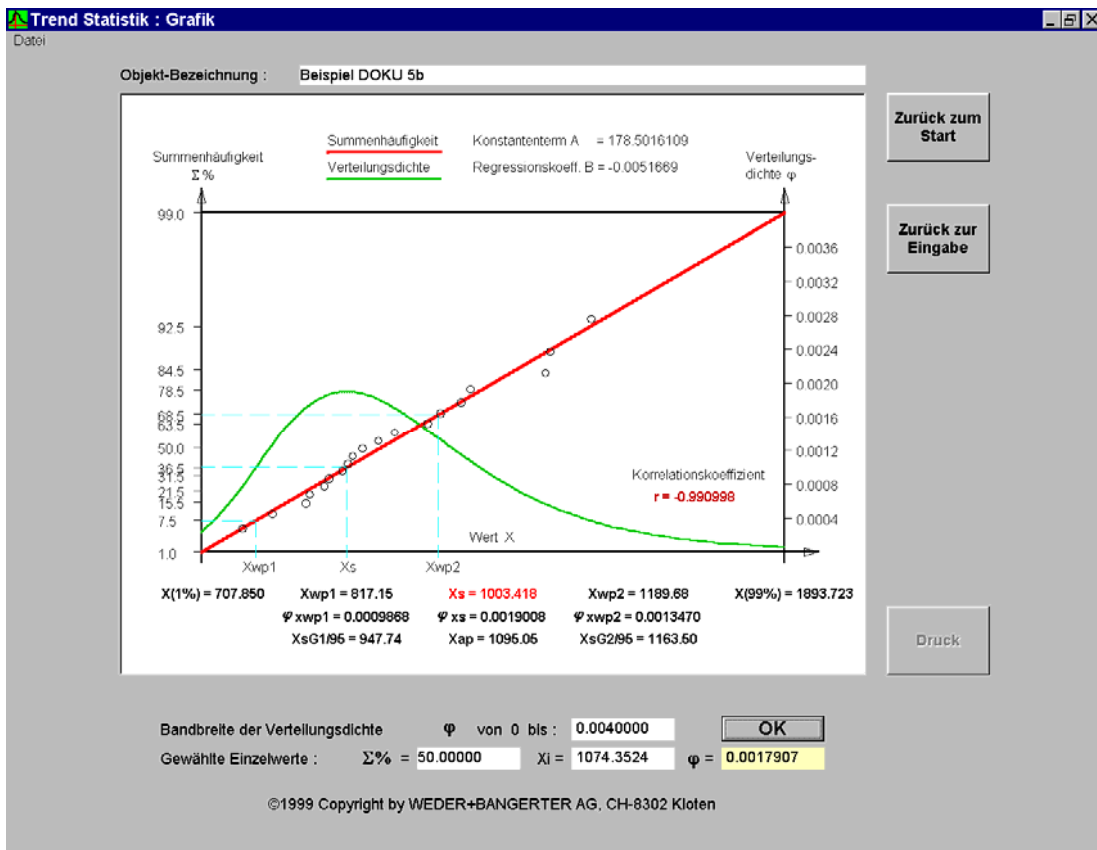 Trend Statistik : Grafik
Datei
Objekt-Bezeichnung : Beispiel DOKU 5b
Zurück zum
Start
Zurück zur
Eingabe
Druck
Summenhäufigkeit Konstantenterm A = 178.5016109
Verteilungsdichte Regressionskoeff. B = -0.0051669
Summenhäufigkeit
Σ %
Verteilungs-
dichte φ
99.0
92.5
84.5
78.5
68.5
63.5
50.0
36.5
31.5
21.5
15.5
7.5
1.0
0.0036
0.0032
0.0028
0.0024
0.0020
0.0016
0.0012
0.0008
0.0004
Korrelationskoeffizient
r = -0.990998
Wert X
Xwp1 Xs Xwp2
X(1%) = 707.850 Xwp1 = 817.15 Xs = 1003.418 Xwp2 = 1189.68 X(99%) = 1893.723
φ xwp1 = 0.0009868 φ xs = 0.0019008 φ xwp2 = 0.0013470
XsG1/95 = 947.74 Xap = 1095.05 XsG2/95 = 1163.50
Bandbreite der Verteilungsdichte φ von 0 bis : 0.0040000 OK
Gewählte Einzelwerte : Σ% = 50.00000 Xi = 1074.3524 φ = 0.0017907
©1999 Copyright by WEDER+BANGERTER AG, CH-8302 Kloten